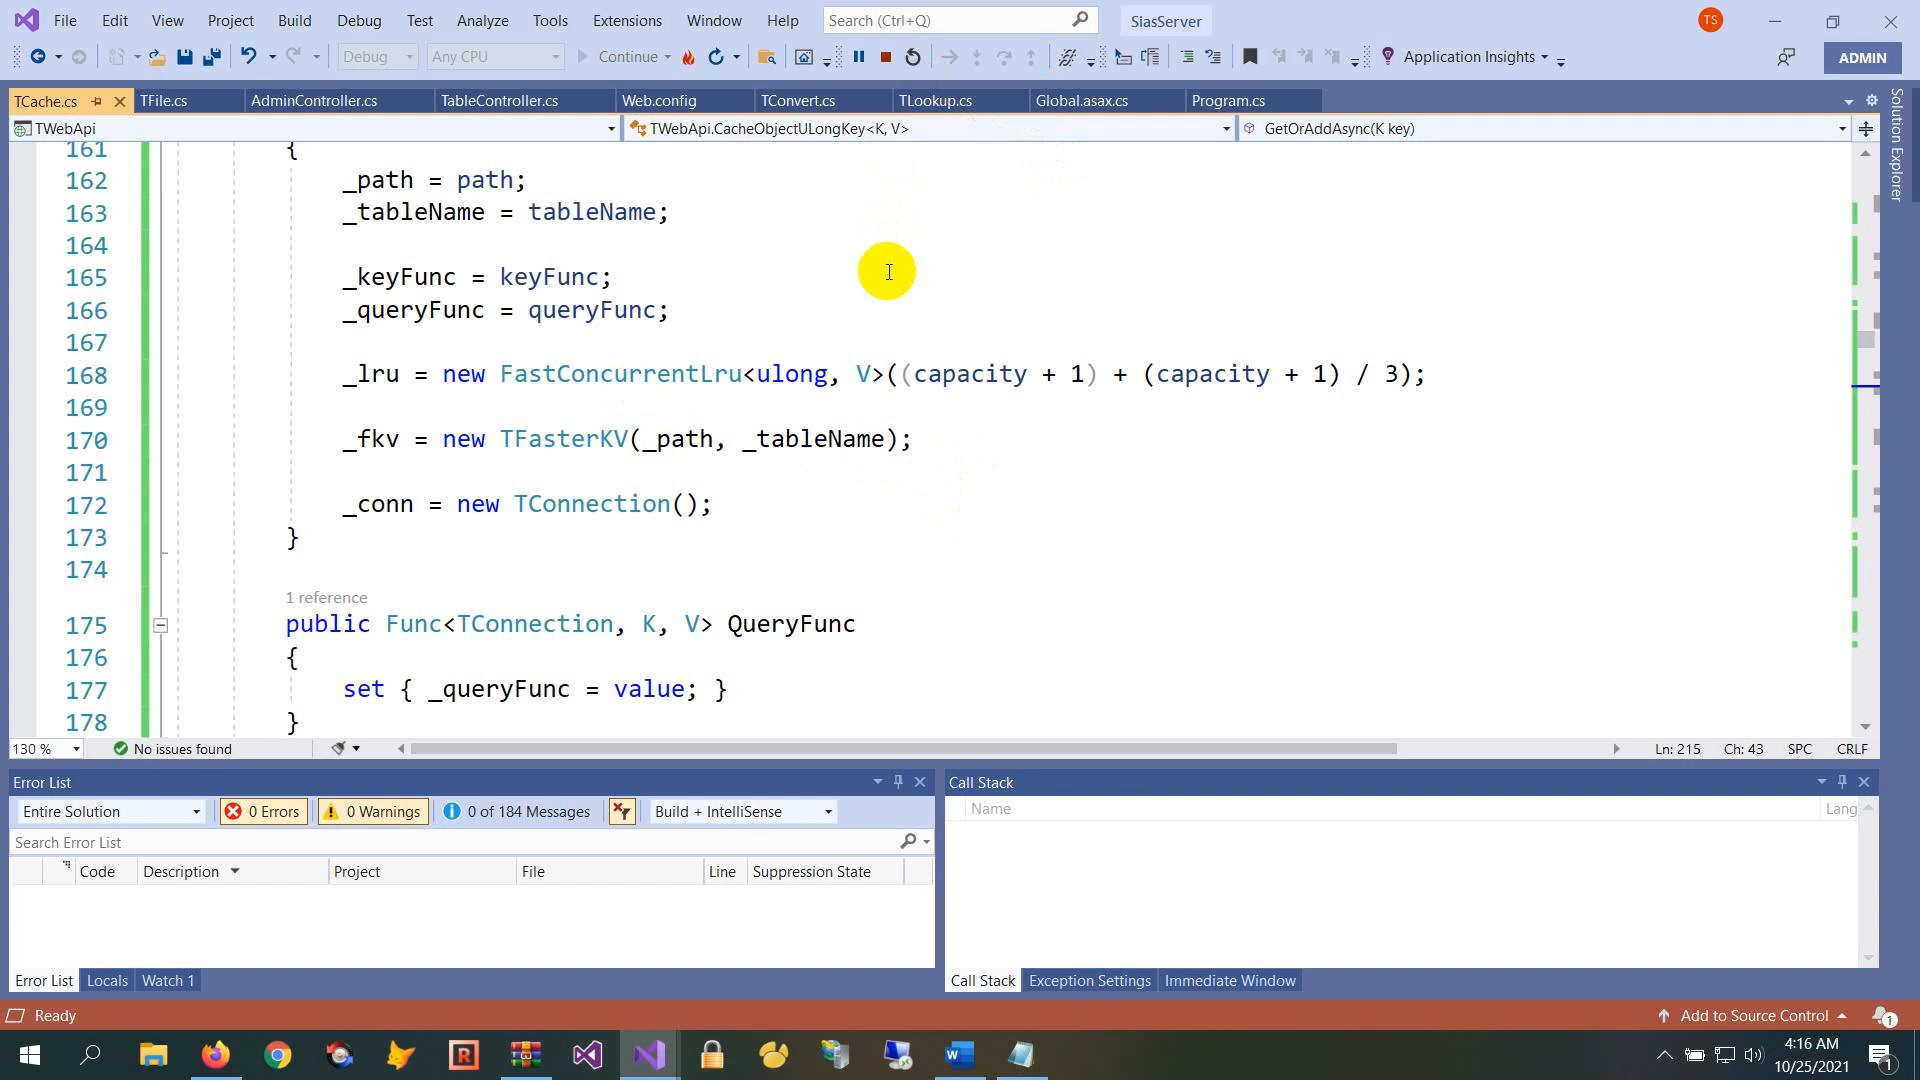 File Edit View Project Build Debug Test Analyze Tools Extensions Window Help Search (Ctrl+Q) SiasServer TS
Debug Any CPU Continue Application Insights ADMIN
TCache.cs TFile.cs AdminController.cs TableController.cs Web.config TConvert.cs TLookup.cs Global.asax.cs Program.cs
TWebApi TWebApi.CacheObjectULongKey<K, V> GetOrAddAsync(K key)
Solution Explorer
161 {
162 _path = path;
163 _tableName = tableName;
164
165 _keyFunc = keyFunc;
166 _queryFunc = queryFunc;
167
168 _lru = new FastConcurrentLru<ulong, V>((capacity + 1) + (capacity + 1) / 3);
169
170 _fkv = new TFasterKV(_path, _tableName);
171
172 _conn = new TConnection();
173 }
174
1 reference
175 public Func<TConnection, K, V> QueryFunc
176 {
177 set { _queryFunc = value; }
178 }
130 % No issues found Ln: 215 Ch: 43 SPC CRLF
Error List
Entire Solution 0 Errors 0 Warnings 0 of 184 Messages Build + IntelliSense
Search Error List
Code Description Project File Line Suppression State
Error List Locals Watch 1
Call Stack
Name Lang
Call Stack Exception Settings Immediate Window
Ready Add to Source Control 1
4:16 AM
10/25/2021 1